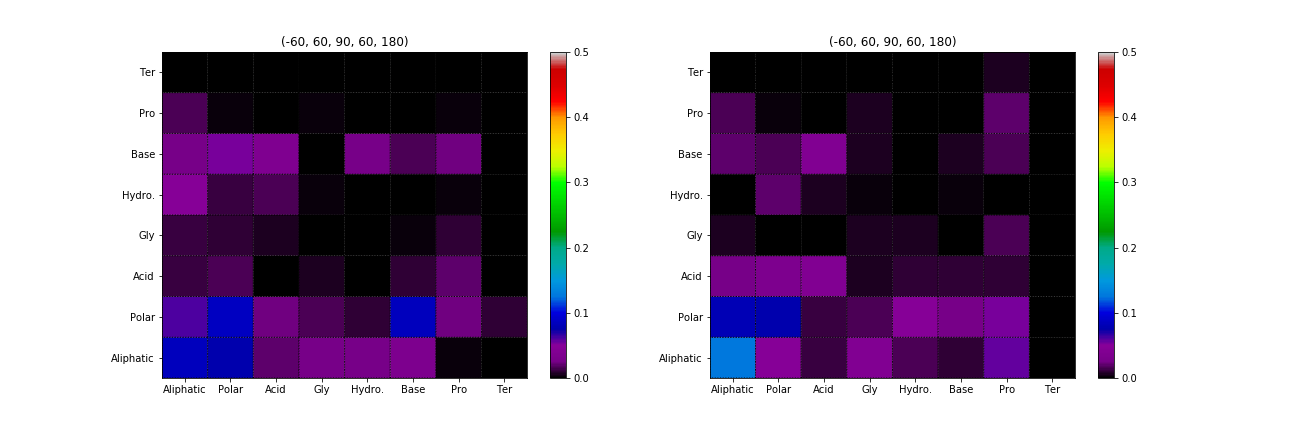 (-60, 60, 90, 60, 180)
Ter
Pro
Base
Hydro.
Gly
Acid
Polar
Aliphatic
Aliphatic Polar Acid Gly Hydro. Base Pro Ter
0.5
0.4
0.3
0.2
0.1
0.0
(-60, 60, 90, 60, 180)
Ter
Pro
Base
Hydro.
Gly
Acid
Polar
Aliphatic
Aliphatic Polar Acid Gly Hydro. Base Pro Ter
0.5
0.4
0.3
0.2
0.1
0.0